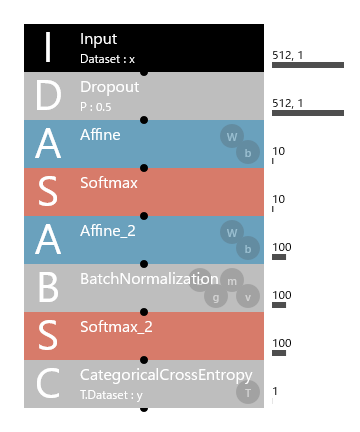 I Input 512, 1
Dataset : x
D Dropout 512, 1
P : 0.5
A Affine W b 10
S Softmax 10
A Affine_2 W b 100
B BatchNormalization b m g v 100
S Softmax_2 100
C CategoricalCrossEntropy T 1
T.Dataset : y